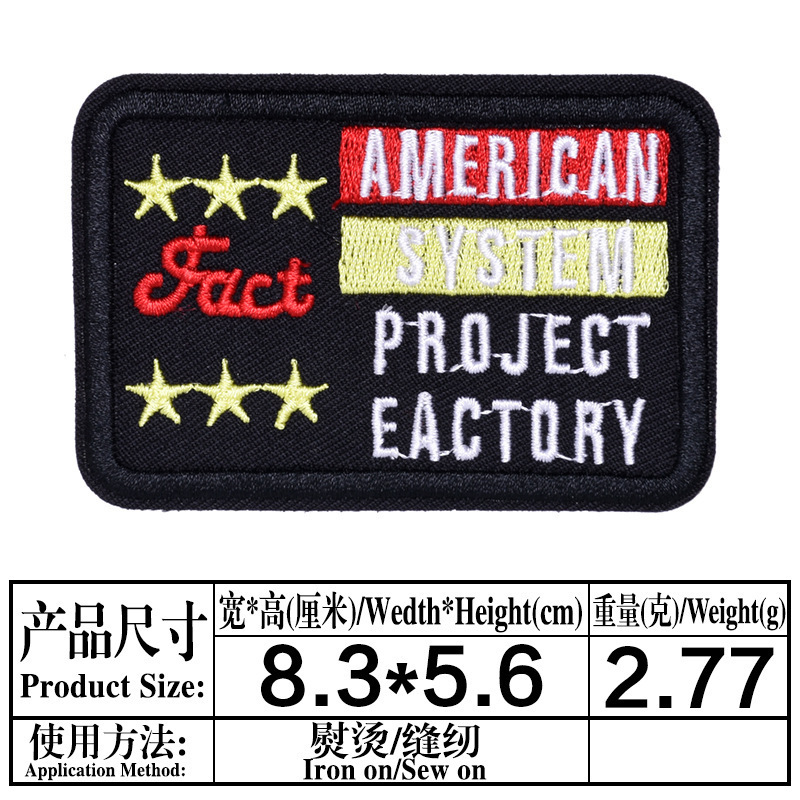 AMERICAN
SYSTEM
Fact
PROJECT
EACTORY
产品尺寸
Product Size:
宽*高(厘米)/Wedth*Height(cm)
重量(克)/Weight(g)
8.3*5.6
2.77
使用方法:
Application Method:
熨烫/缝纫
Iron on/Sew on